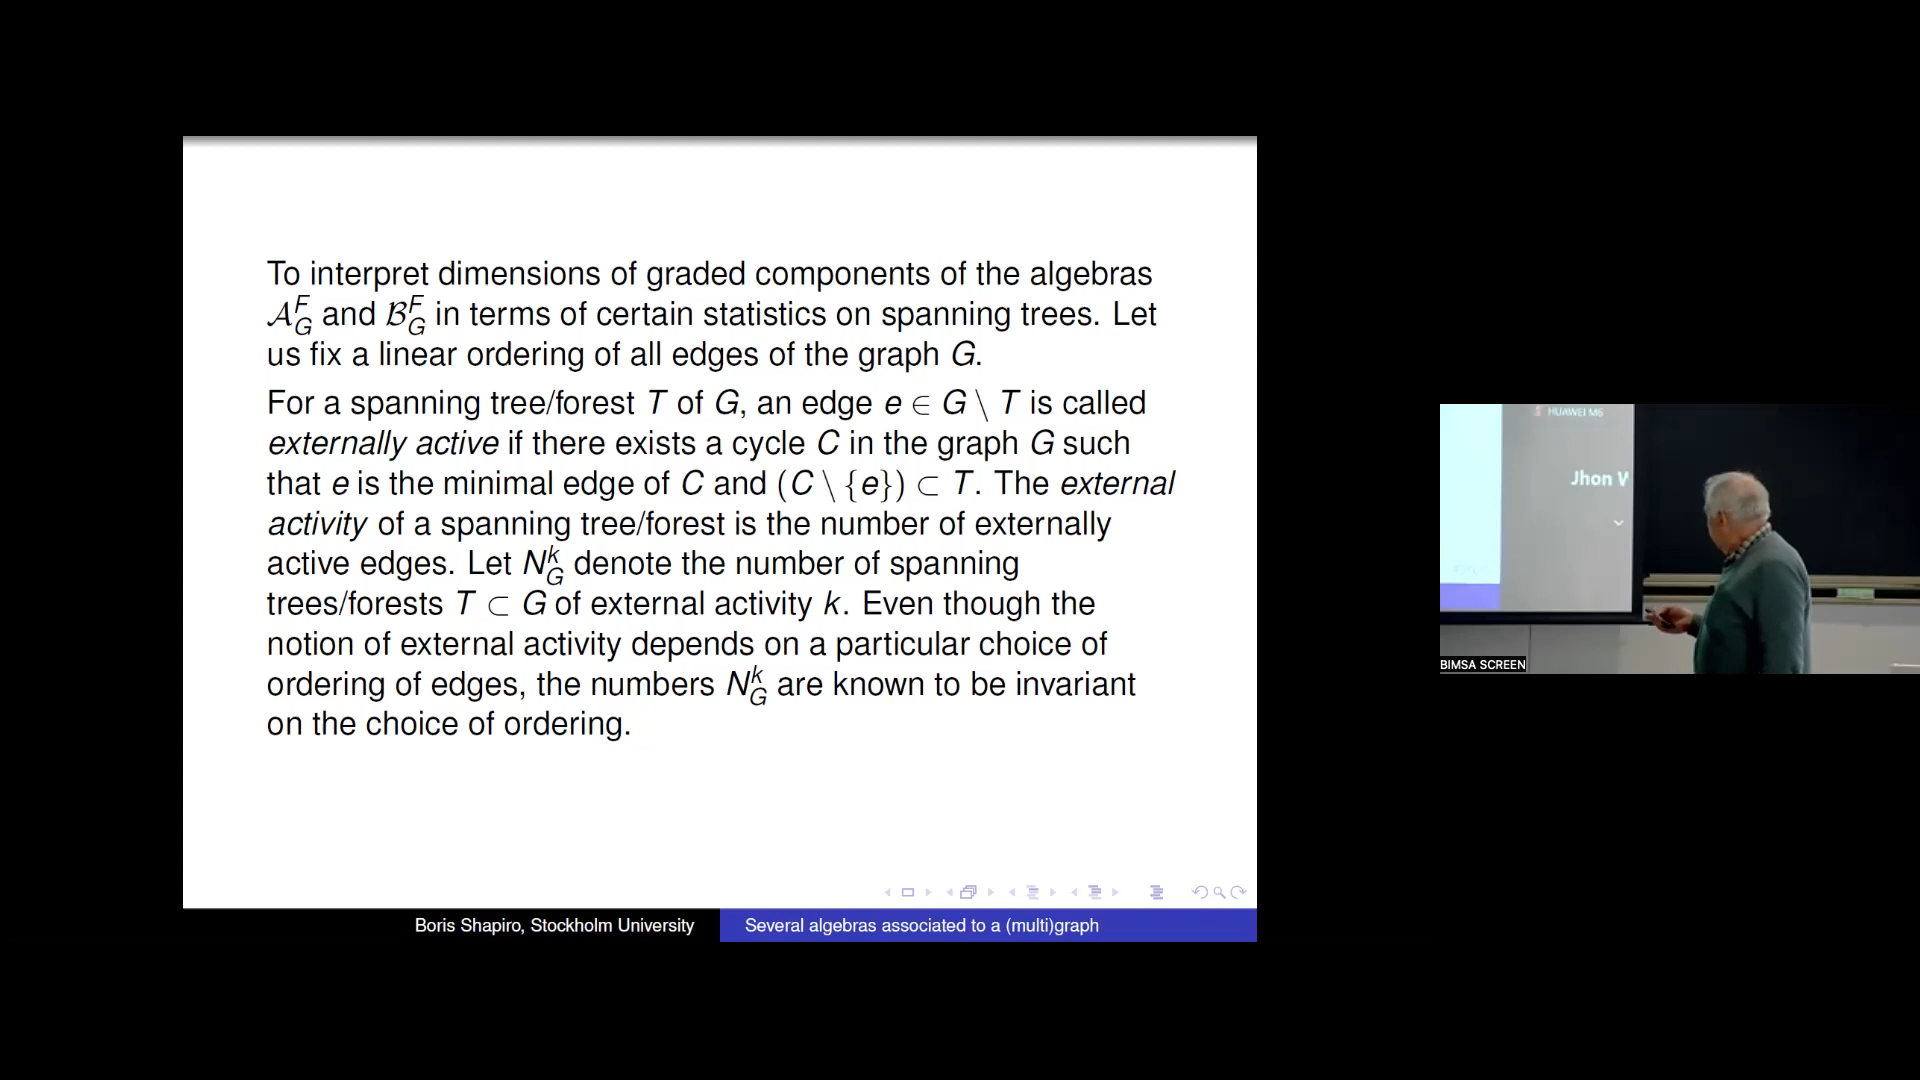 To interpret dimensions of graded components of the algebras
𝒜_G^F and ℬ_G^F in terms of certain statistics on spanning trees. Let
us fix a linear ordering of all edges of the graph G.
For a spanning tree/forest T of G, an edge e ∈ G \ T is called
externally active if there exists a cycle C in the graph G such
that e is the minimal edge of C and (C \ {e}) ⊂ T. The external
activity of a spanning tree/forest is the number of externally
active edges. Let N_G^k denote the number of spanning
trees/forests T ⊂ G of external activity k. Even though the
notion of external activity depends on a particular choice of
ordering of edges, the numbers N_G^k are known to be invariant
on the choice of ordering.
Boris Shapiro, Stockholm University
Several algebras associated to a (multi)graph
HUAWEI M6
Jhon
BIMSA SCREEN